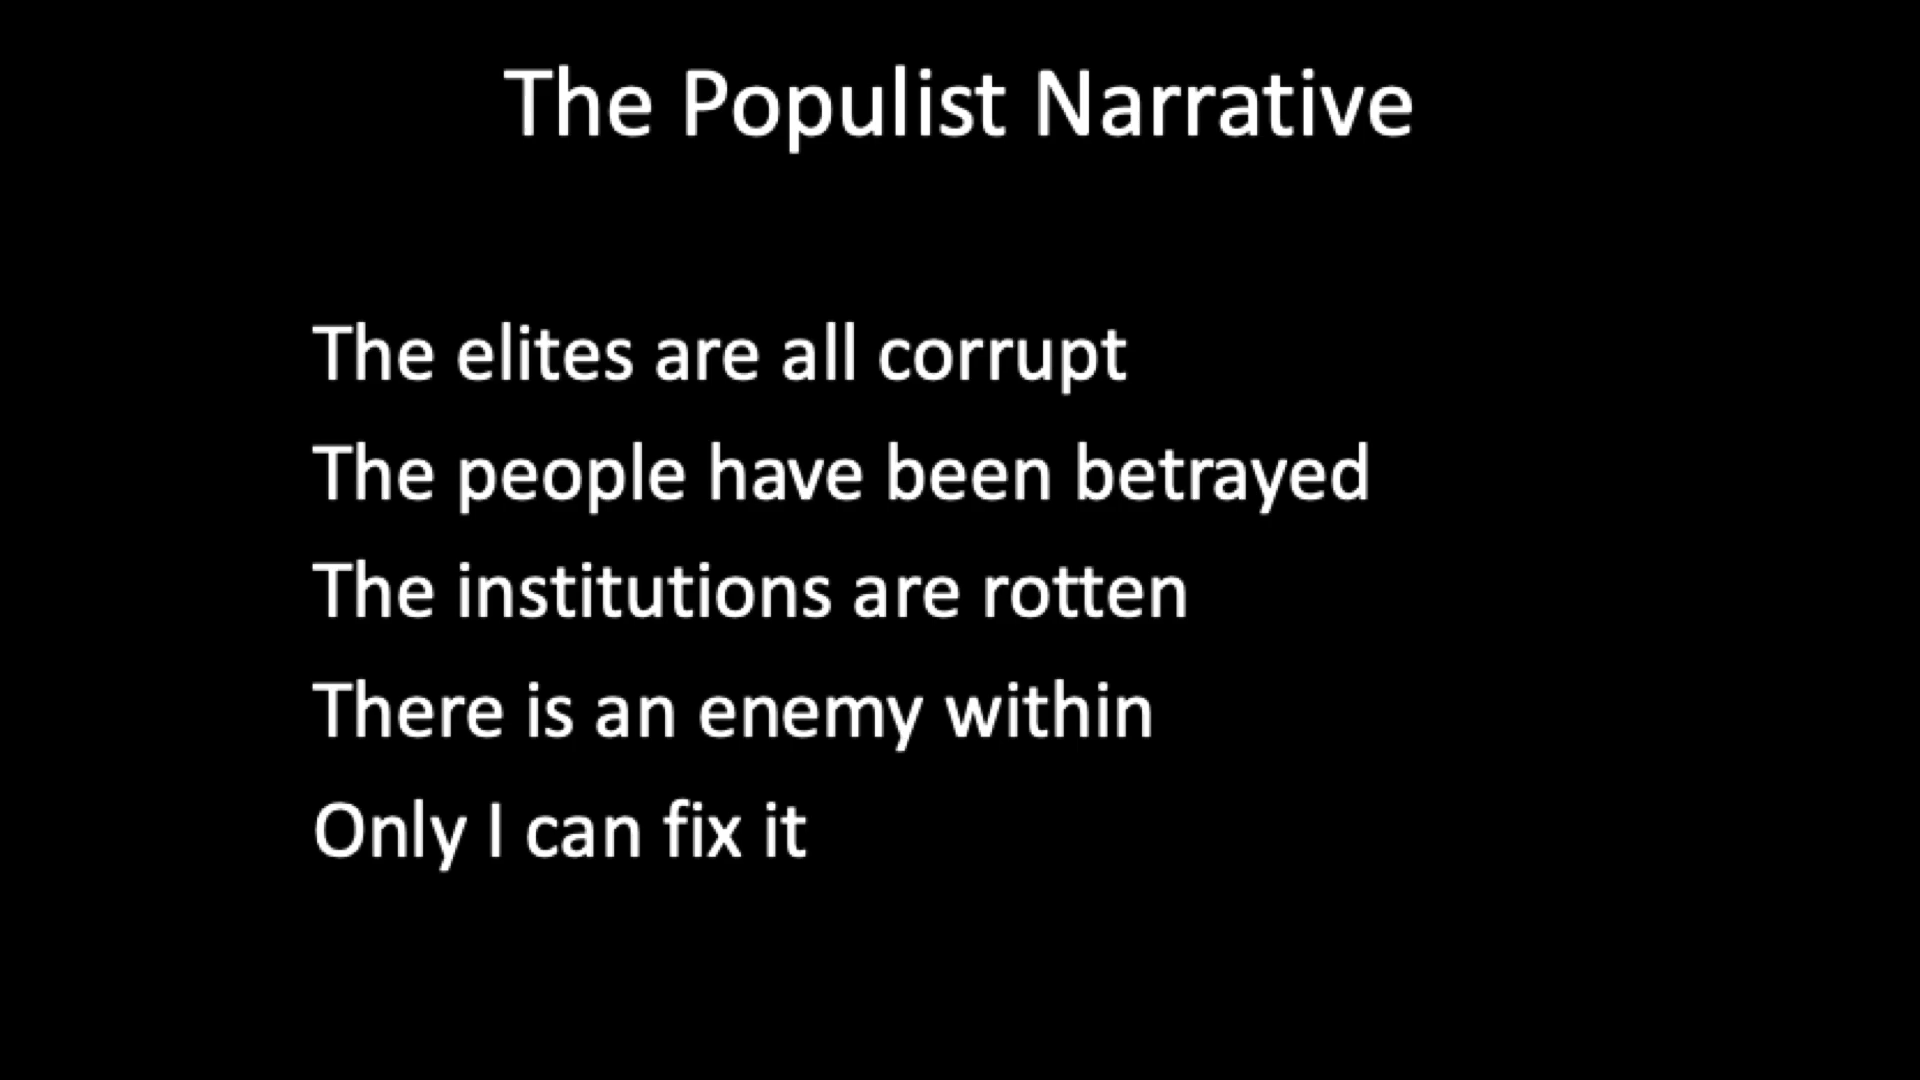 The Populist Narrative
The elites are all corrupt
The people have been betrayed
The institutions are rotten
There is an enemy within
Only I can fix it